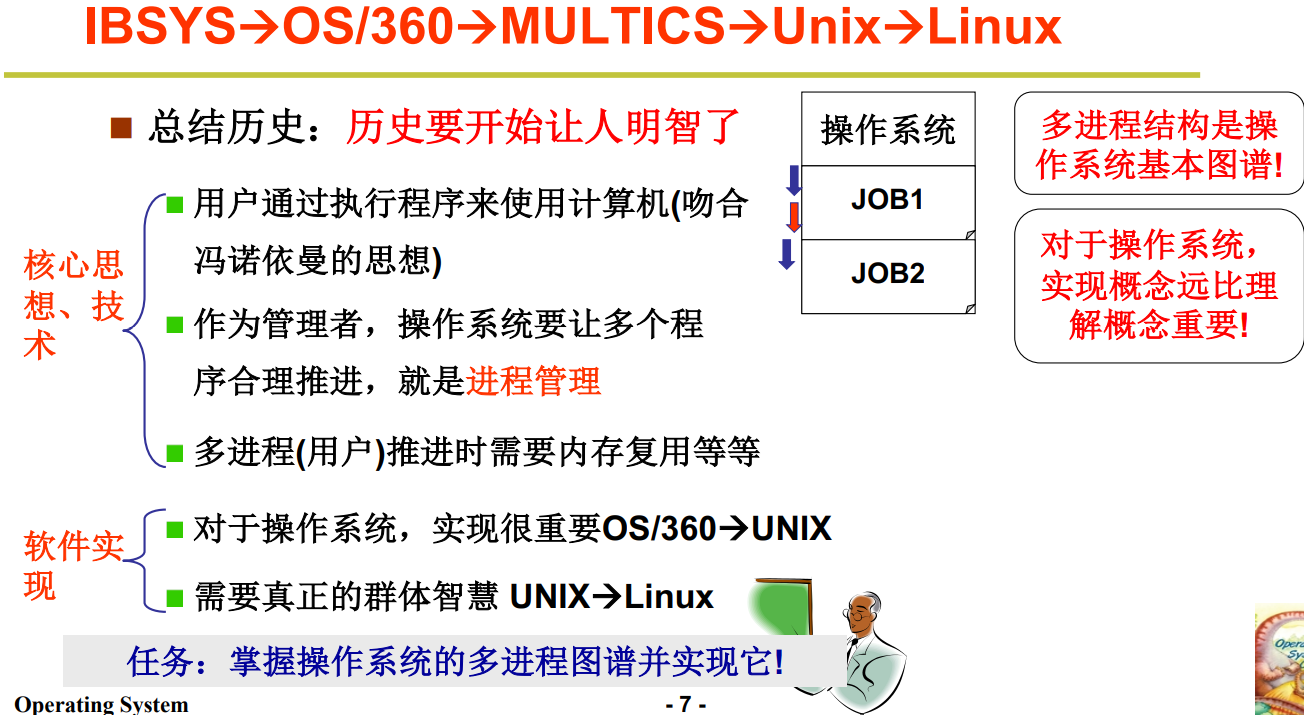 IBSYS→OS/360→MULTICS→Unix→Linux
总结历史：历史要开始让人明智了
核心思
想、技
术
用户通过执行程序来使用计算机(吻合
冯诺依曼的思想)
作为管理者，操作系统要让多个程
序合理推进，就是进程管理
多进程(用户)推进时需要内存复用等等
操作系统
JOB1
JOB2
多进程结构是操
作系统基本图谱!
对于操作系统，
实现概念远比理
解概念重要!
软件实
现
对于操作系统，实现很重要OS/360→UNIX
需要真正的群体智慧 UNIX→Linux
任务：掌握操作系统的多进程图谱并实现它!
Operating System
- 7 -